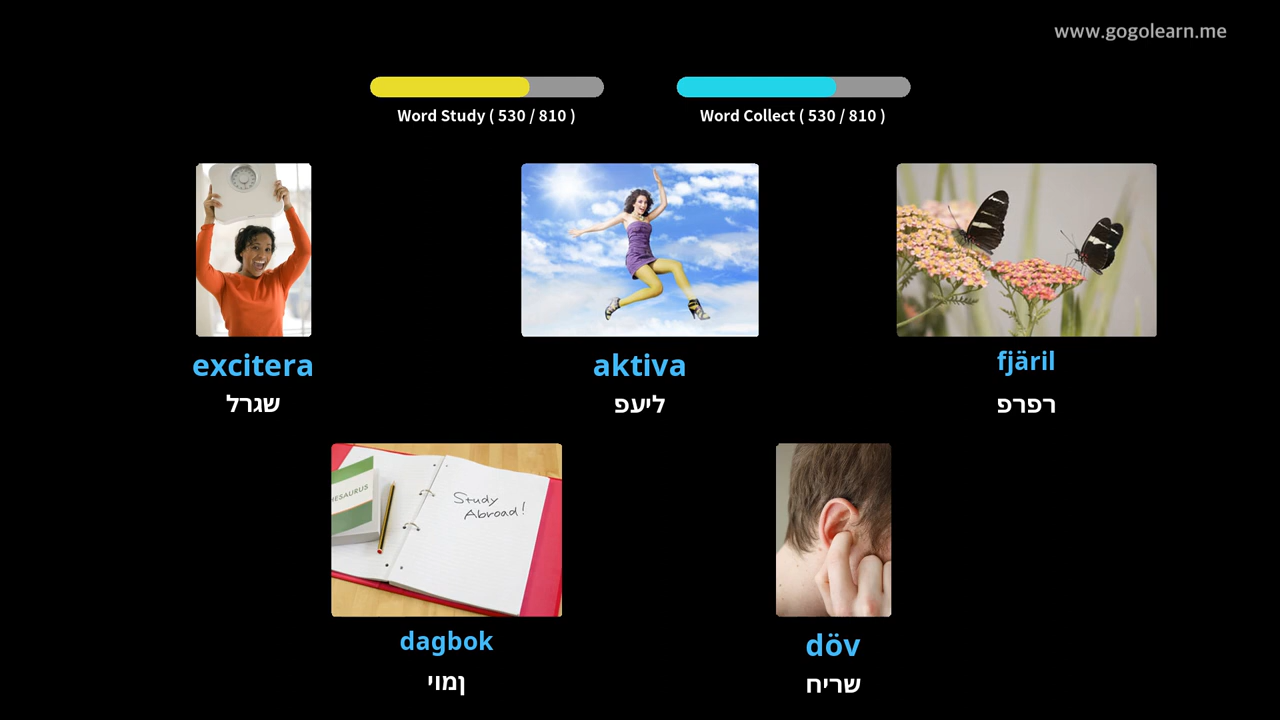 www.gogolearn.me
Word Study ( 530 / 810 )
Word Collect ( 530 / 810 )
excitera
שגרל
aktiva
ליעפ
fjäril
רפרפ
THESAURUS
Study
Abroad!
dagbok
ןמוי
döv
שריח